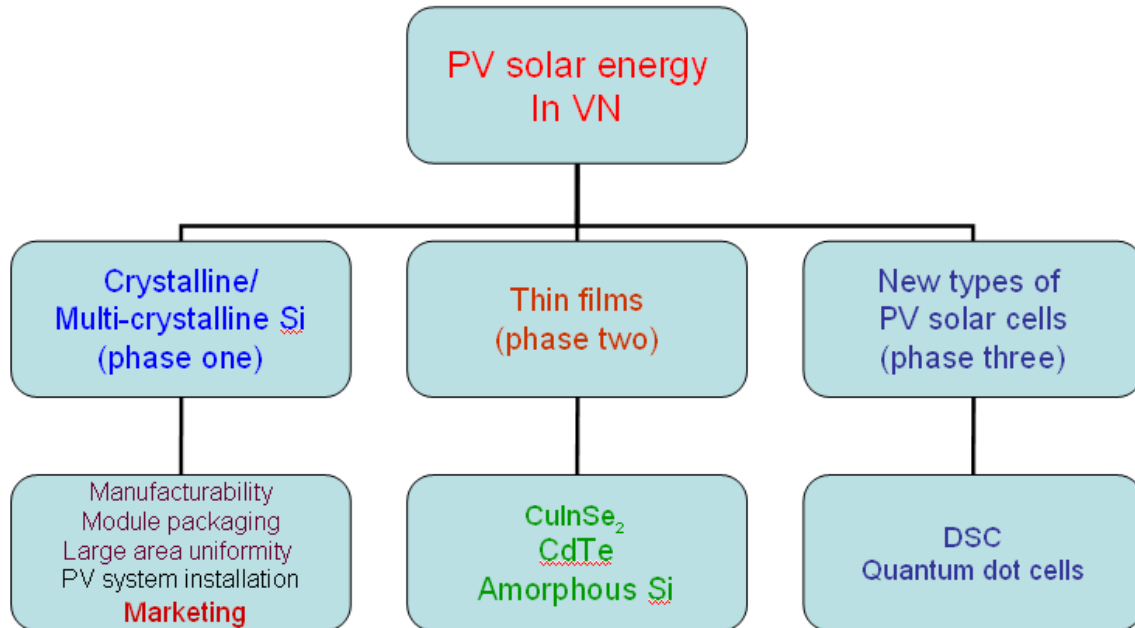 PV solar energy
In VN
Crystalline/
Multi-crystalline Si
(phase one)
Thin films
(phase two)
New types of
PV solar cells
(phase three)
Manufacturability
Module packaging
Large area uniformity
PV system installation
Marketing
CuInSe₂
CdTe
Amorphous Si
DSC
Quantum dot cells